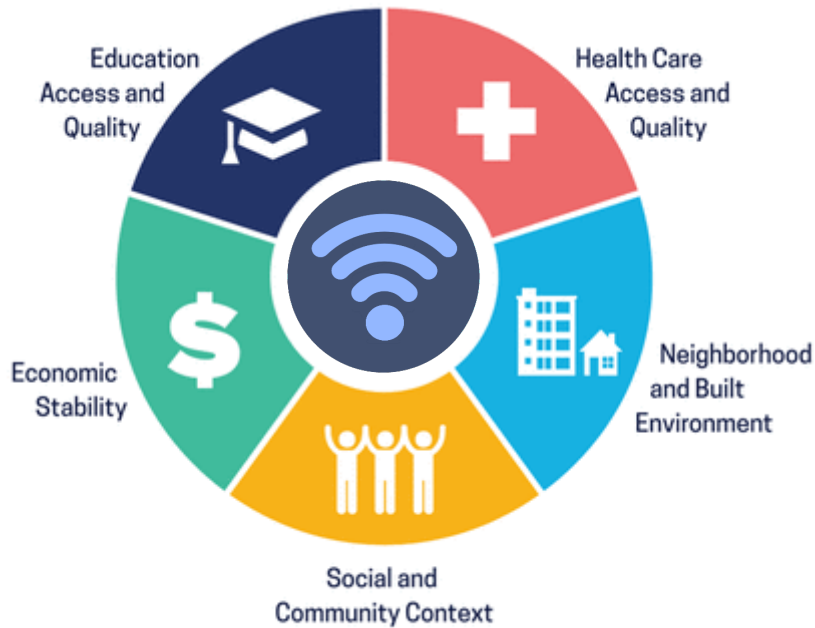 Education
Access and
Quality
Health Care
Access and
Quality
Economic
Stability
Neighborhood
and Built
Environment
Social and
Community Context